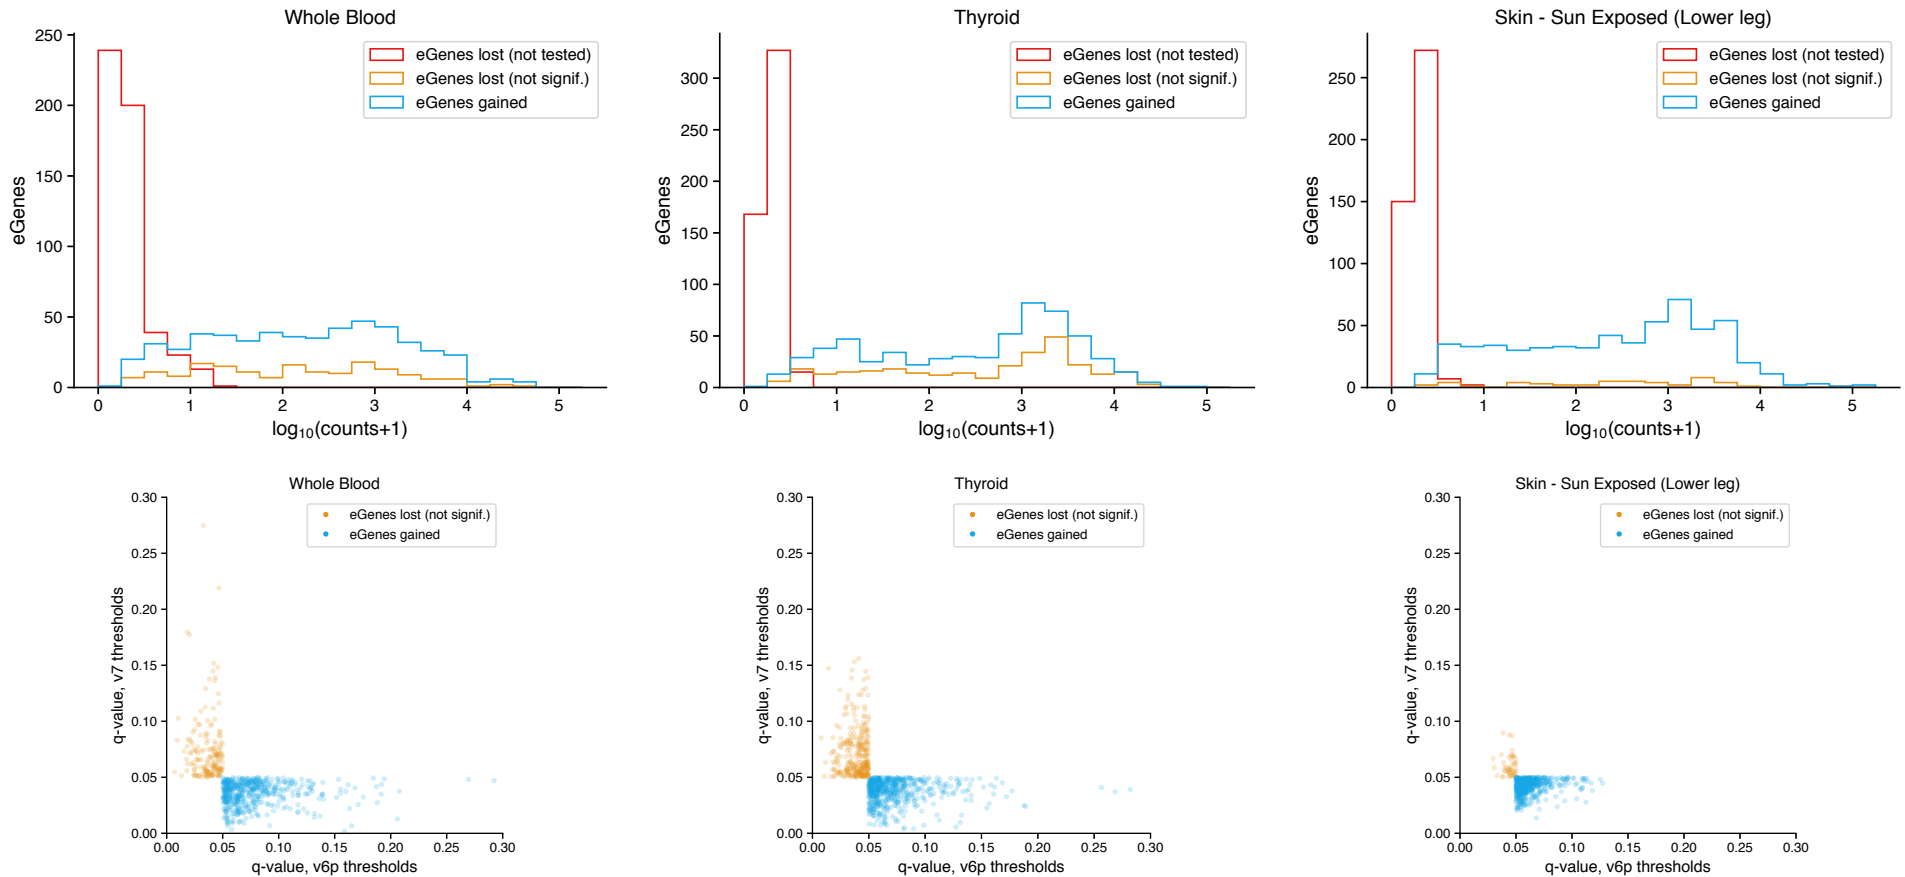 Whole Blood
250
200
150
100
50
0
eGenes
eGenes lost (not tested)
eGenes lost (not signif.)
eGenes gained
0 1 2 3 4 5
log₁₀(counts+1)
Thyroid
300
250
200
150
100
50
0
eGenes
eGenes lost (not tested)
eGenes lost (not signif.)
eGenes gained
0 1 2 3 4 5
log₁₀(counts+1)
Skin - Sun Exposed (Lower leg)
250
200
150
100
50
0
eGenes
eGenes lost (not tested)
eGenes lost (not signif.)
eGenes gained
0 1 2 3 4 5
log₁₀(counts+1)
Whole Blood
0.30
0.25
0.20
0.15
0.10
0.05
0.00
q-value, v7 thresholds
eGenes lost (not signif.)
eGenes gained
0.00 0.05 0.10 0.15 0.20 0.25 0.30
q-value, v6p thresholds
Thyroid
0.30
0.25
0.20
0.15
0.10
0.05
0.00
q-value, v7 thresholds
eGenes lost (not signif.)
eGenes gained
0.00 0.05 0.10 0.15 0.20 0.25 0.30
q-value, v6p thresholds
Skin - Sun Exposed (Lower leg)
0.30
0.25
0.20
0.15
0.10
0.05
0.00
q-value, v7 thresholds
eGenes lost (not signif.)
eGenes gained
0.00 0.05 0.10 0.15 0.20 0.25 0.30
q-value, v6p thresholds